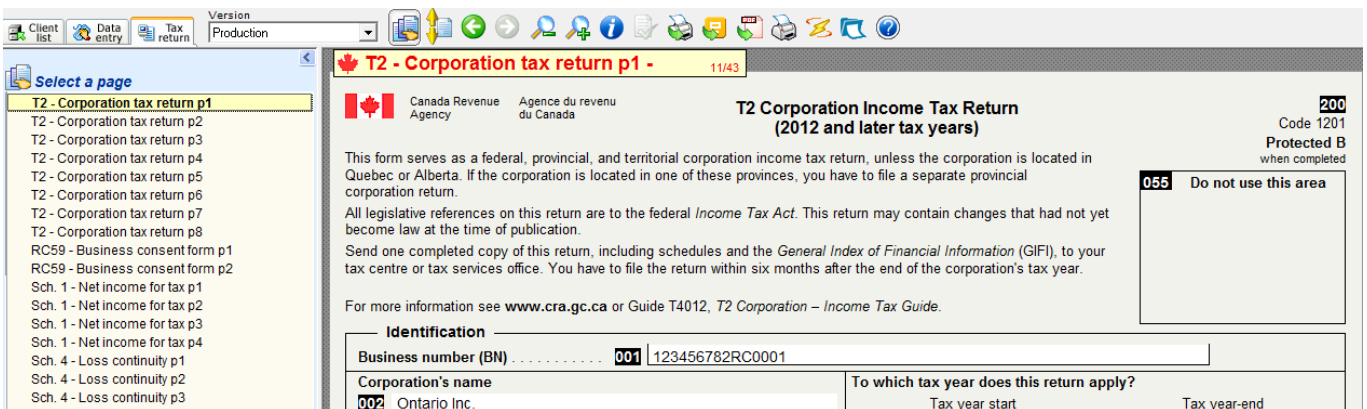 Client list
Data entry
Tax return
Version
Production
PDF
Select a page
T2 - Corporation tax return p1
T2 - Corporation tax return p2
T2 - Corporation tax return p3
T2 - Corporation tax return p4
T2 - Corporation tax return p5
T2 - Corporation tax return p6
T2 - Corporation tax return p7
T2 - Corporation tax return p8
RC59 - Business consent form p1
RC59 - Business consent form p2
Sch. 1 - Net income for tax p1
Sch. 1 - Net income for tax p2
Sch. 1 - Net income for tax p3
Sch. 1 - Net income for tax p4
Sch. 4 - Loss continuity p1
Sch. 4 - Loss continuity p2
Sch. 4 - Loss continuity p3
T2 - Corporation tax return p1 - 11/43
Canada Revenue Agency
Agence du revenu du Canada
T2 Corporation Income Tax Return
(2012 and later tax years)
200
Code 1201
Protected B
when completed
This form serves as a federal, provincial, and territorial corporation income tax return, unless the corporation is located in
Quebec or Alberta. If the corporation is located in one of these provinces, you have to file a separate provincial
corporation return.
All legislative references on this return are to the federal Income Tax Act. This return may contain changes that had not yet
become law at the time of publication.
Send one completed copy of this return, including schedules and the General Index of Financial Information (GIFI), to your
tax centre or tax services office. You have to file the return within six months after the end of the corporation's tax year.
For more information see www.cra.gc.ca or Guide T4012, T2 Corporation – Income Tax Guide.
055 Do not use this area
Identification
Business number (BN) . . . . . . . . . . . 001 123456782RC0001
Corporation's name
002 Ontario Inc.
To which tax year does this return apply?
Tax year start Tax year-end